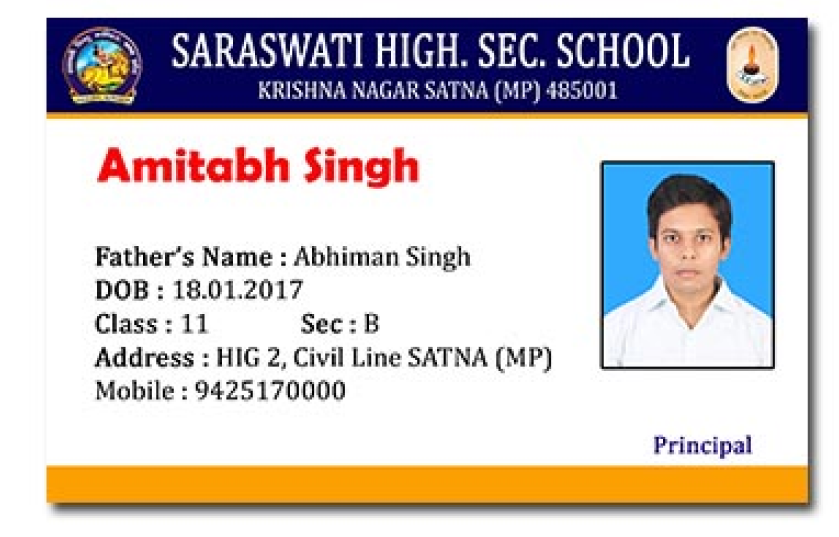 SARASWATI HIGH. SEC. SCHOOL
KRISHNA NAGAR SATNA (MP) 485001
Amitabh Singh
Father's Name : Abhiman Singh
DOB : 18.01.2017
Class : 11 Sec : B
Address : HIG 2, Civil Line SATNA (MP)
Mobile : 9425170000
Principal